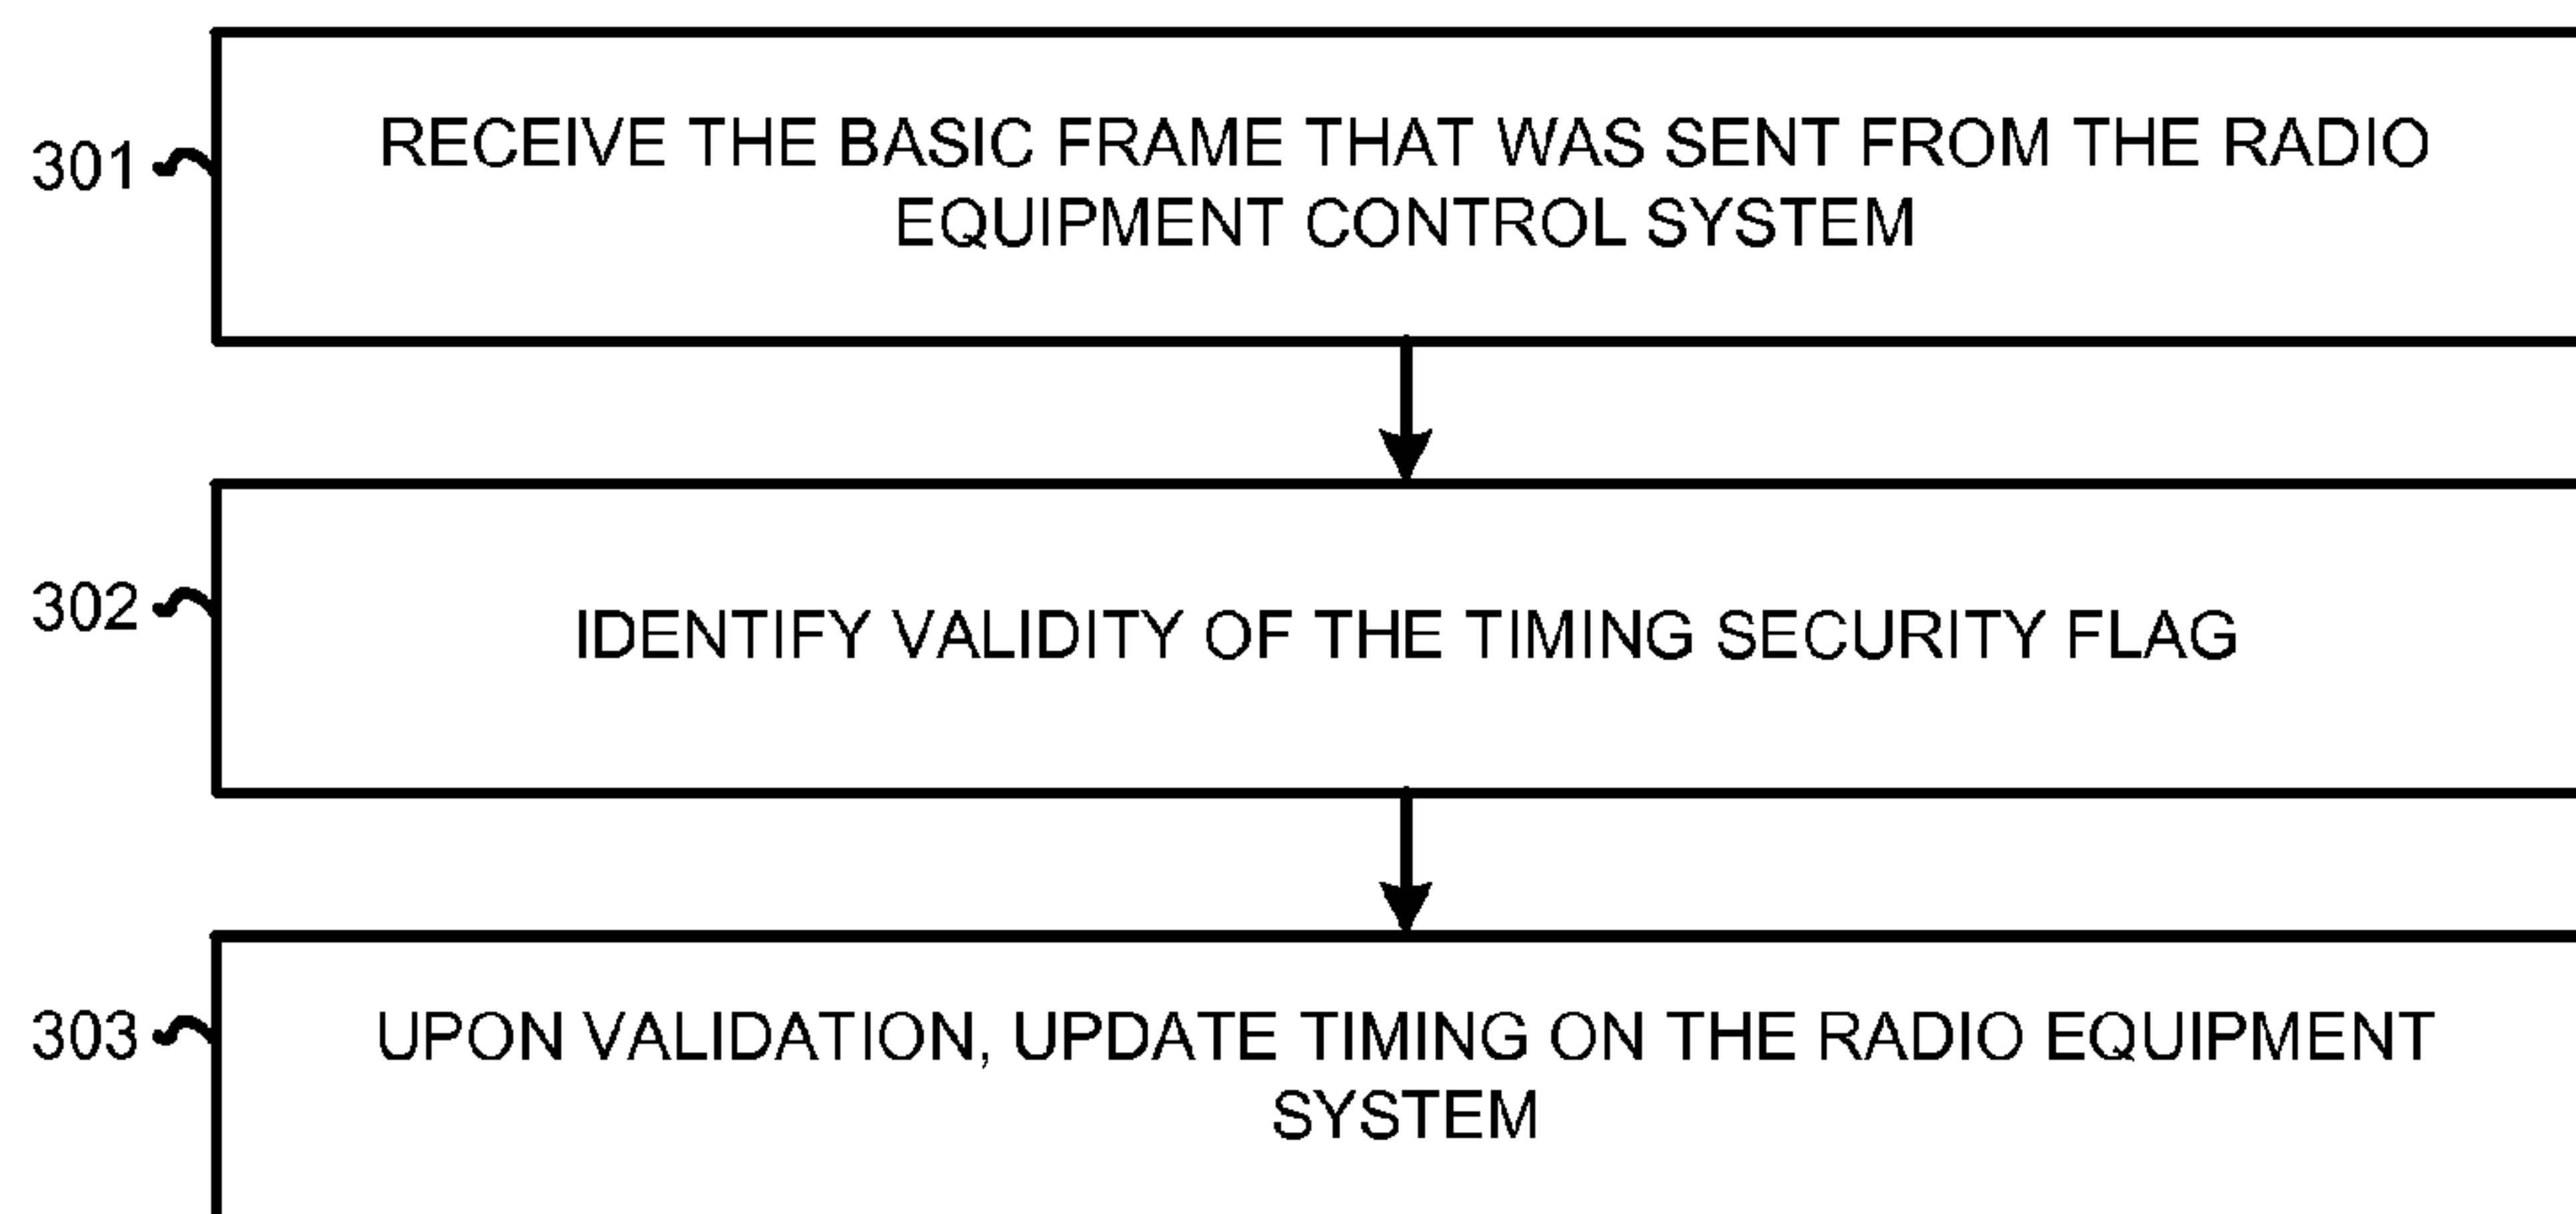 301
RECEIVE THE BASIC FRAME THAT WAS SENT FROM THE RADIO
EQUIPMENT CONTROL SYSTEM
302
IDENTIFY VALIDITY OF THE TIMING SECURITY FLAG
303
UPON VALIDATION, UPDATE TIMING ON THE RADIO EQUIPMENT
SYSTEM